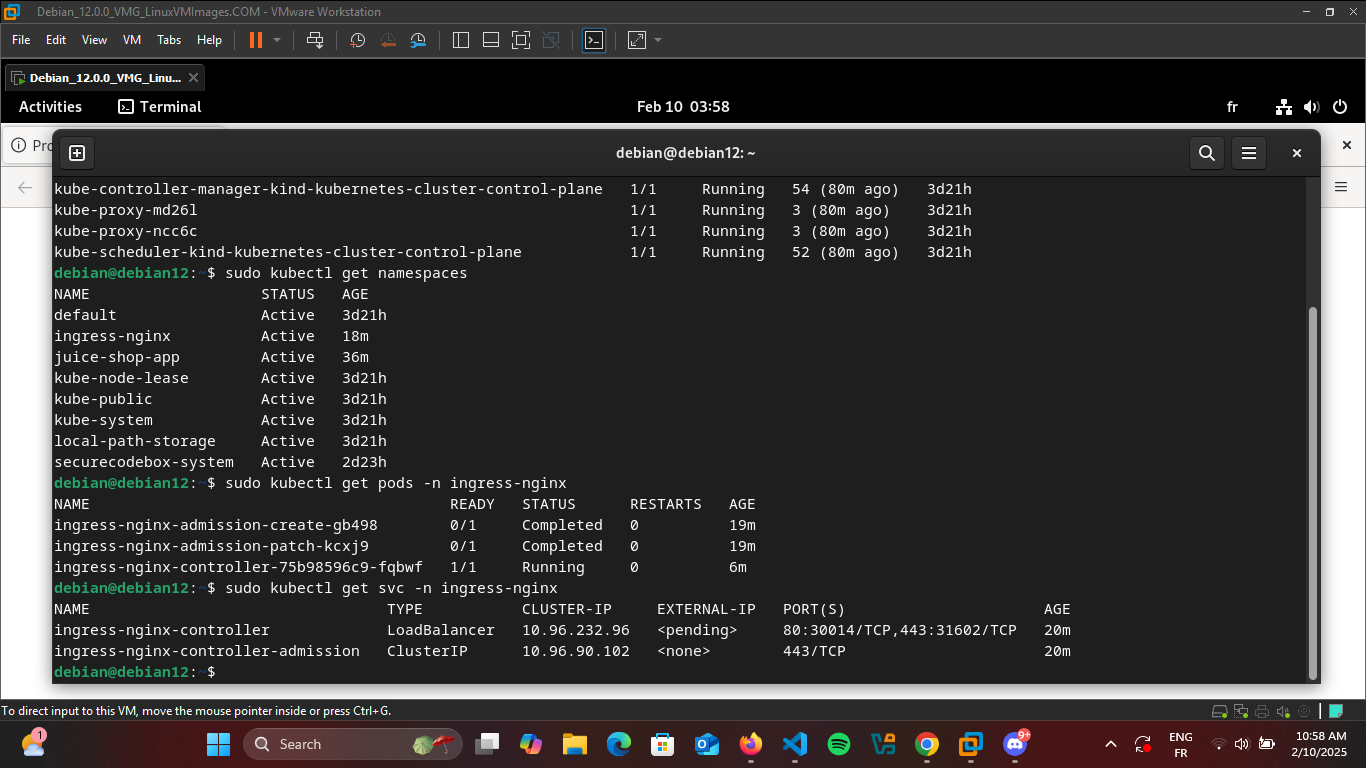 Debian_12.0.0_VMG_LinuxVMImages.COM - VMware Workstation
File Edit View VM Tabs Help
Debian_12.0.0_VMG_Linu...
Activities Terminal Feb 10 03:58 fr
Pro
debian@debian12: ~
kube-controller-manager-kind-kubernetes-cluster-control-plane 1/1 Running 54 (80m ago) 3d21h
kube-proxy-md26l 1/1 Running 3 (80m ago) 3d21h
kube-proxy-ncc6c 1/1 Running 3 (80m ago) 3d21h
kube-scheduler-kind-kubernetes-cluster-control-plane 1/1 Running 52 (80m ago) 3d21h
debian@debian12:~$ sudo kubectl get namespaces
NAME STATUS AGE
default Active 3d21h
ingress-nginx Active 18m
juice-shop-app Active 36m
kube-node-lease Active 3d21h
kube-public Active 3d21h
kube-system Active 3d21h
local-path-storage Active 3d21h
securecodebox-system Active 2d23h
debian@debian12:~$ sudo kubectl get pods -n ingress-nginx
NAME READY STATUS RESTARTS AGE
ingress-nginx-admission-create-gb498 0/1 Completed 0 19m
ingress-nginx-admission-patch-kcxj9 0/1 Completed 0 19m
ingress-nginx-controller-75b98596c9-fqbwf 1/1 Running 0 6m
debian@debian12:~$ sudo kubectl get svc -n ingress-nginx
NAME TYPE CLUSTER-IP EXTERNAL-IP PORT(S) AGE
ingress-nginx-controller LoadBalancer 10.96.232.96 <pending> 80:30014/TCP,443:31602/TCP 20m
ingress-nginx-controller-admission ClusterIP 10.96.90.102 <none> 443/TCP 20m
debian@debian12:~$
To direct input to this VM, move the mouse pointer inside or press Ctrl+G.
1 Search 9+ ENG FR 10:58 AM
2/10/2025